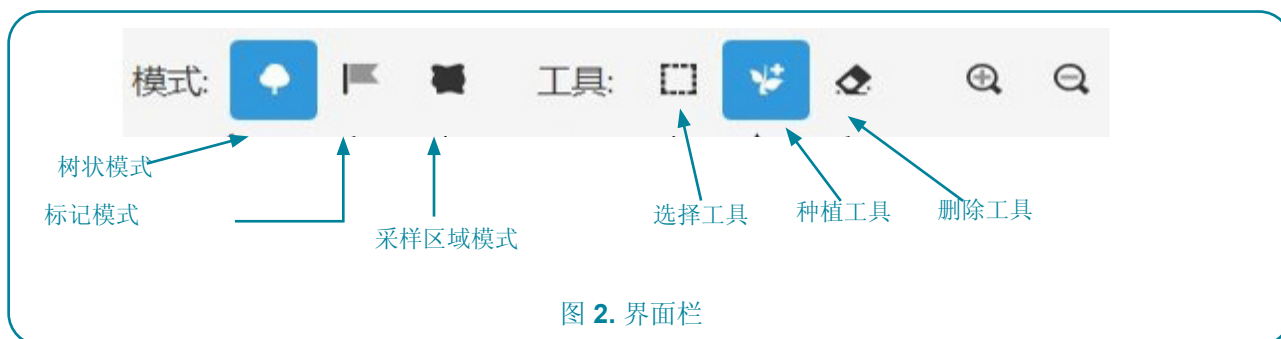 模式: 工具:
树状模式
标记模式
采样区域模式
选择工具
种植工具
删除工具
图 2. 界面栏